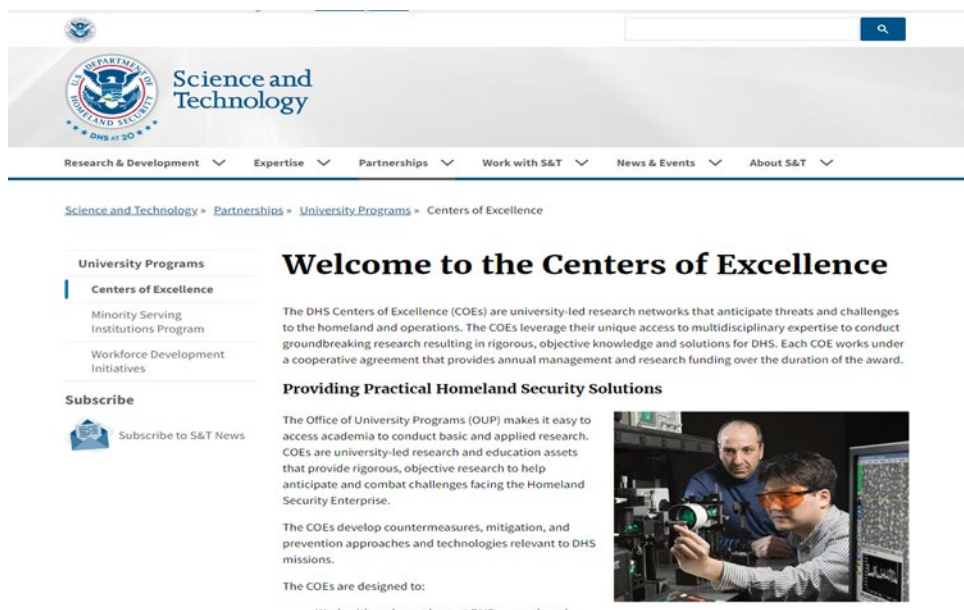 U.S. DEPARTMENT OF
HOMELAND SECURITY
DHS AT 20
Science and
Technology
Research & Development
Expertise
Partnerships
Work with S&T
News & Events
About S&T
Science and Technology » Partnerships » University Programs » Centers of Excellence
University Programs
Centers of Excellence
Minority Serving
Institutions Program
Workforce Development
Initiatives
Subscribe
Subscribe to S&T News
Welcome to the Centers of Excellence
The DHS Centers of Excellence (COEs) are university-led research networks that anticipate threats and challenges
to the homeland and operations. The COEs leverage their unique access to multidisciplinary expertise to conduct
groundbreaking research resulting in rigorous, objective knowledge and solutions for DHS. Each COE works under
a cooperative agreement that provides annual management and research funding over the duration of the award.
Providing Practical Homeland Security Solutions
The Office of University Programs (OUP) makes it easy to
access academia to conduct basic and applied research.
COEs are university-led research and education assets
that provide rigorous, objective research to help
anticipate and combat challenges facing the Homeland
Security Enterprise.
The COEs develop countermeasures, mitigation, and
prevention approaches and technologies relevant to DHS
missions.
The COEs are designed to: